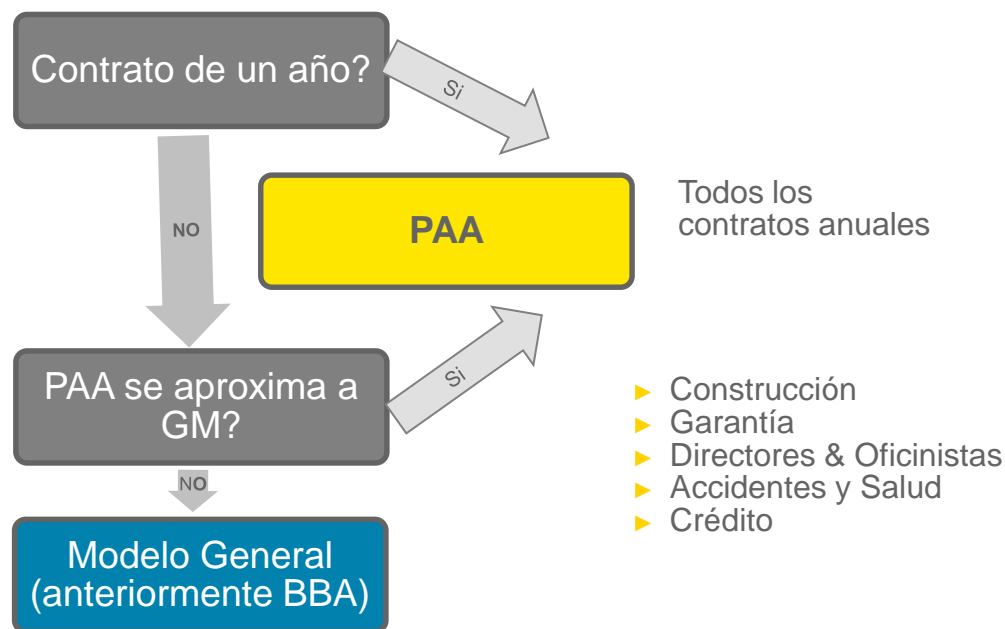 Contrato de un año?
Si
NO
PAA
Todos los
contratos anuales
PAA se aproxima a
GM?
Si
NO
Modelo General
(anteriormente BBA)
► Construcción
► Garantía
► Directores & Oficinistas
► Accidentes y Salud
► Crédito